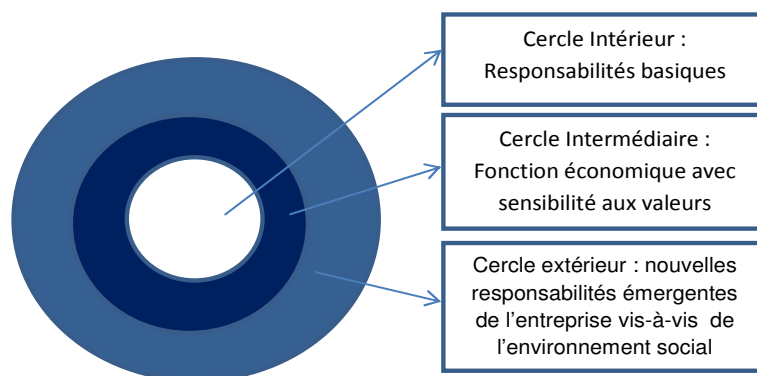 Cercle Intérieur :
Responsabilités basiques
Cercle Intermédiaire :
Fonction économique avec
sensibilité aux valeurs
Cercle extérieur : nouvelles
responsabilités émergentes
de l’entreprise vis-à-vis de
l’environnement social